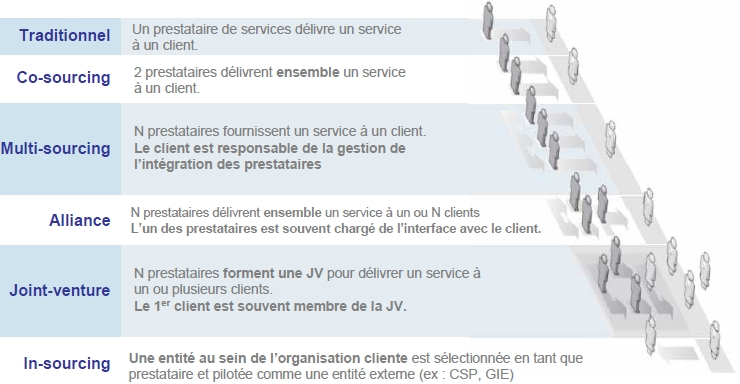 Traditionnel
Un prestataire de services délivre un service
à un client.
Co-sourcing
2 prestataires délivrent ensemble un service
à un client.
Multi-sourcing
N prestataires fournissent un service à un client.
Le client est responsable de la gestion de
l'intégration des prestataires
Alliance
N prestataires délivrent ensemble un service à un ou N clients
L'un des prestataires est souvent chargé de l'interface avec le client.
Joint-venture
N prestataires forment une JV pour délivrer un service à
un ou plusieurs clients.
Le 1er client est souvent membre de la JV.
In-sourcing
Une entité au sein de l'organisation cliente est sélectionnée en tant que
prestataire et pilotée comme une entité externe (ex : CSP, GIE)